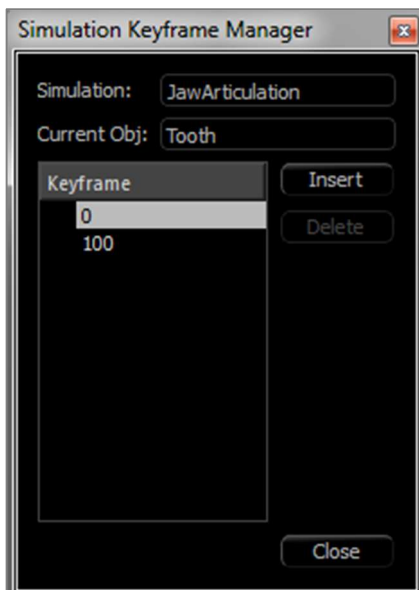 Simulation Keyframe Manager
Simulation: JawArticulation
Current Obj: Tooth
Keyframe
Insert
0
Delete
100
Close